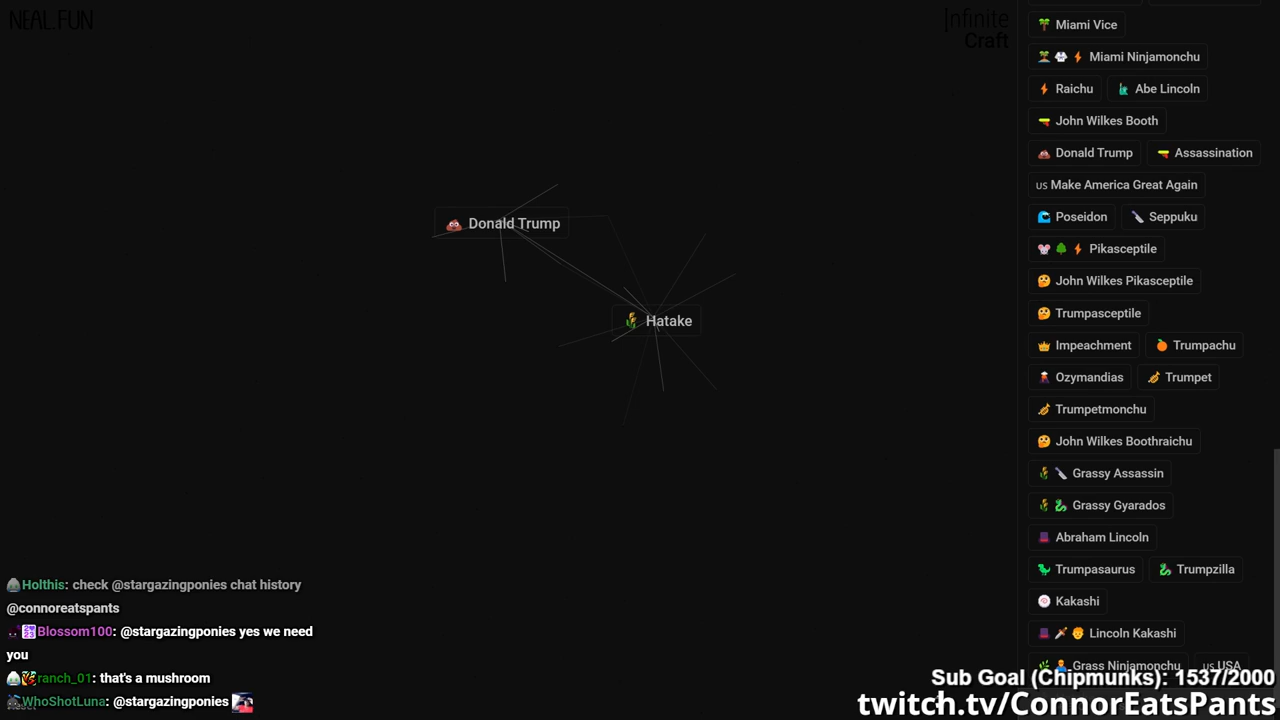 NEAL.FUN
Infinite
Craft
Donald Trump
Hatake
Miami Vice
Miami Ninjamonchu
Raichu
Abe Lincoln
John Wilkes Booth
Donald Trump
Assassination
US Make America Great Again
Poseidon
Seppuku
Pikasceptile
John Wilkes Pikasceptile
Trumpasceptile
Impeachment
Trumpachu
Ozymandias
Trumpet
Trumpetmonchu
John Wilkes Boothraichu
Grassy Assassin
Grassy Gyarados
Abraham Lincoln
Trumpasaurus
Trumpzilla
Kakashi
Lincoln Kakashi
Grass Ninjamonchu
US USA
Holthis: check @stargazingponies chat history
@connoreatspants
Blossom100: @stargazingponies yes we need
you
ranch_01: that's a mushroom
WhoShotLuna: @stargazingponies
Sub Goal (Chipmunks): 1537/2000
twitch.tv/ConnorEatsPants